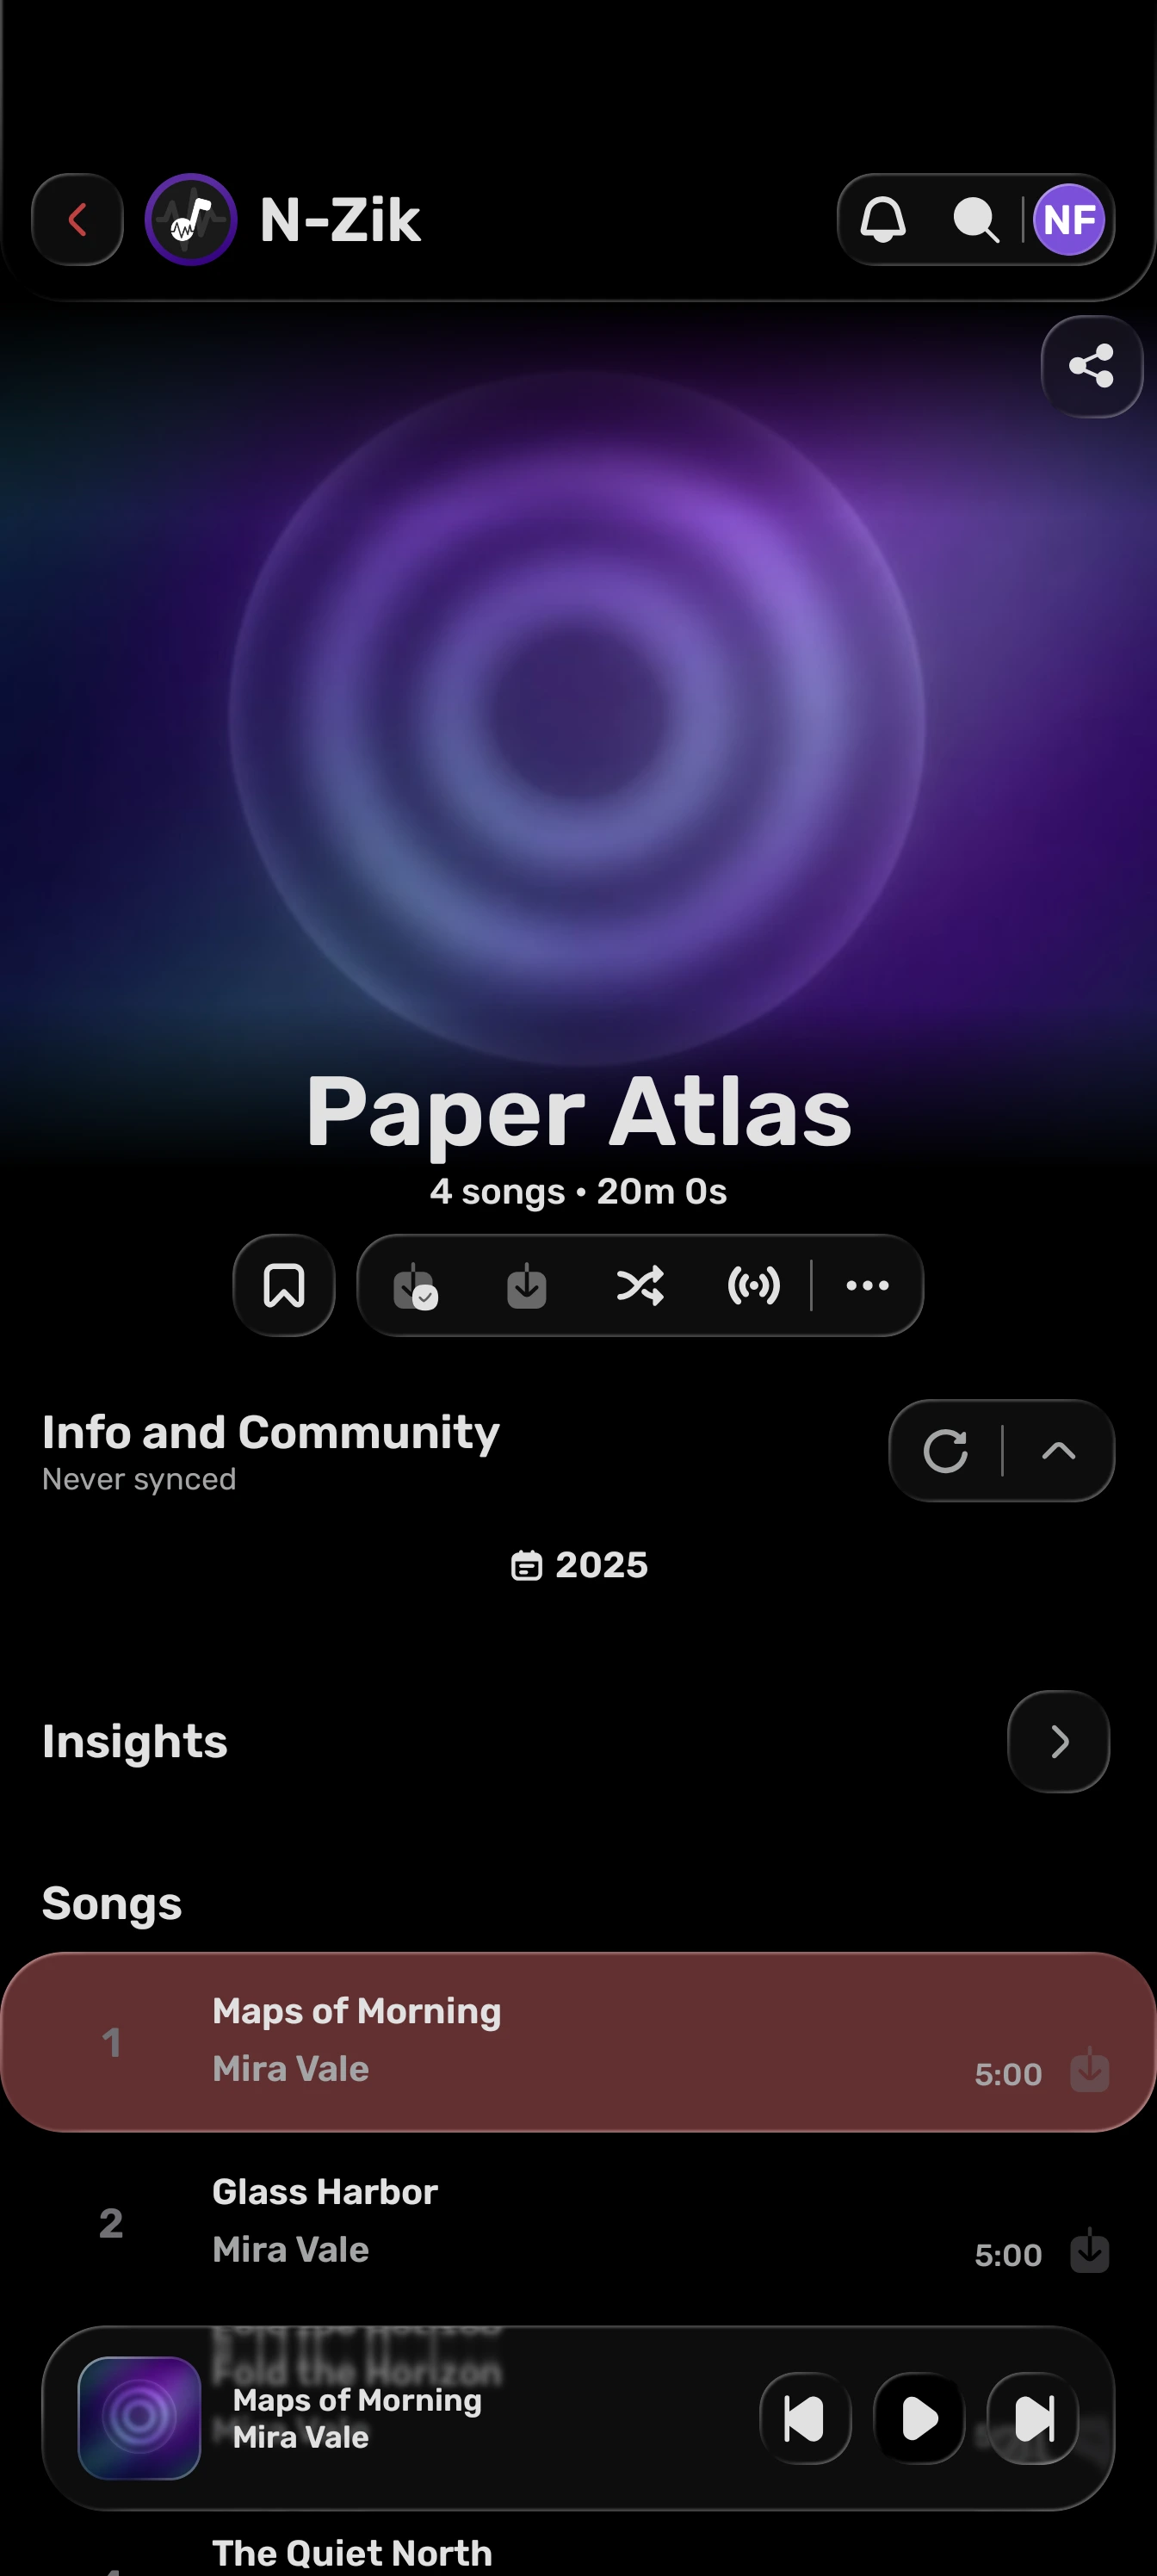 N-Zik
NF
Paper Atlas
4 songs • 20m 0s
Info and Community
Never synced
2025
Insights
Songs
1
Maps of Morning
Mira Vale
5:00
2
Glass Harbor
Mira Vale
5:00
Fold the Horizon
Maps of Morning
Mira Vale
The Quiet North